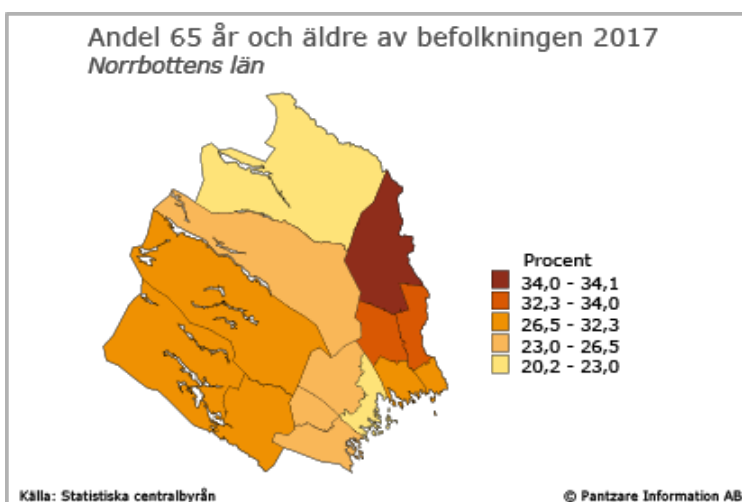 Andel 65 år och äldre av befolkningen 2017
Norrbottens län
Procent
34,0 - 34,1
32,3 - 34,0
26,5 - 32,3
23,0 - 26,5
20,2 - 23,0
Källa: Statistiska centralbyrån
© Pantzare Information AB